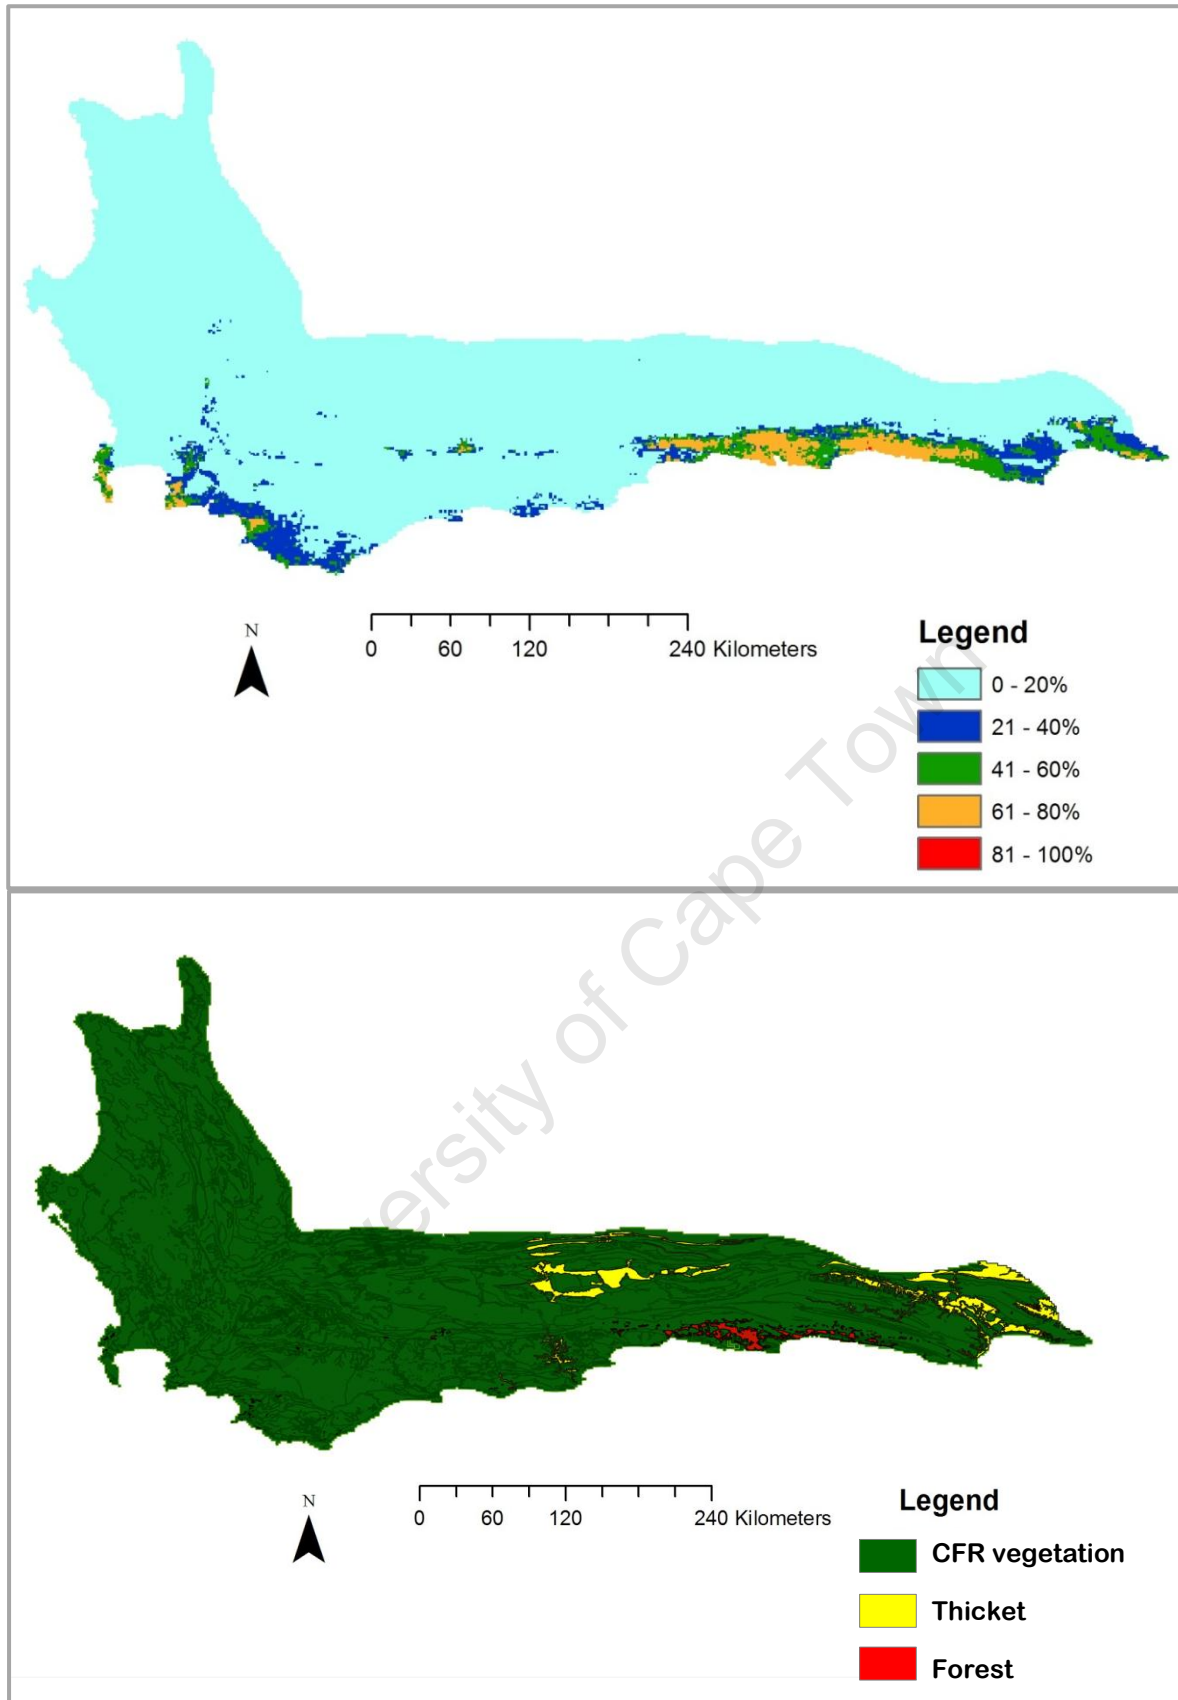 N
0 60 120 240 Kilometers
Legend
0 - 20%
21 - 40%
41 - 60%
61 - 80%
81 - 100%
University of Cape Town
N
0 60 120 240 Kilometers
Legend
CFR vegetation
Thicket
Forest